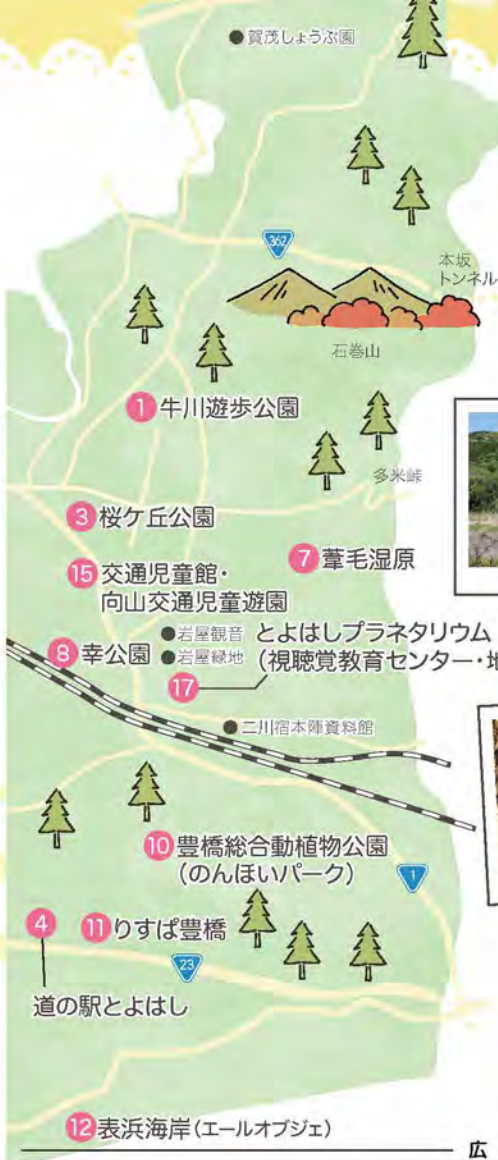 ●賀茂しょうぶ園
362
本坂
トンネル
石巻山
1 牛川遊歩公園
多米峠
3 桜ケ丘公園
7 葦毛湿原
15 交通児童館・
向山交通児童遊園
●岩屋観音
●岩屋緑地
とよはしプラネタリウム
(視聴覚教育センター・地
8 幸公園
17
●二川宿本陣資料館
10 豊橋総合動植物公園
(のんほいパーク)
1
4
11 りすぱ豊橋
23
道の駅とよはし
12 表浜海岸(エールオブジェ)
広